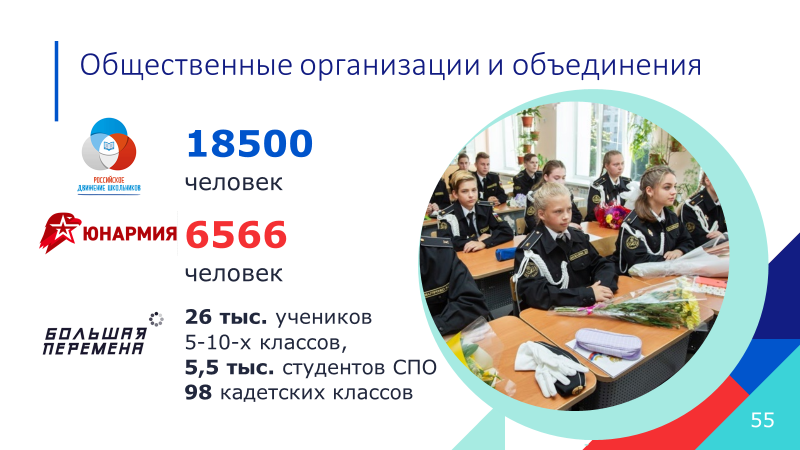 Общественные организации и объединения
РОССИЙСКОЕ
ДВИЖЕНИЕ ШКОЛЬНИКОВ
18500
человек
ЮНАРМИЯ
6566
человек
БОЛЬШАЯ
ПЕРЕМЕНА
26 тыс. учеников
5-10-х классов,
5,5 тыс. студентов СПО
98 кадетских классов
55